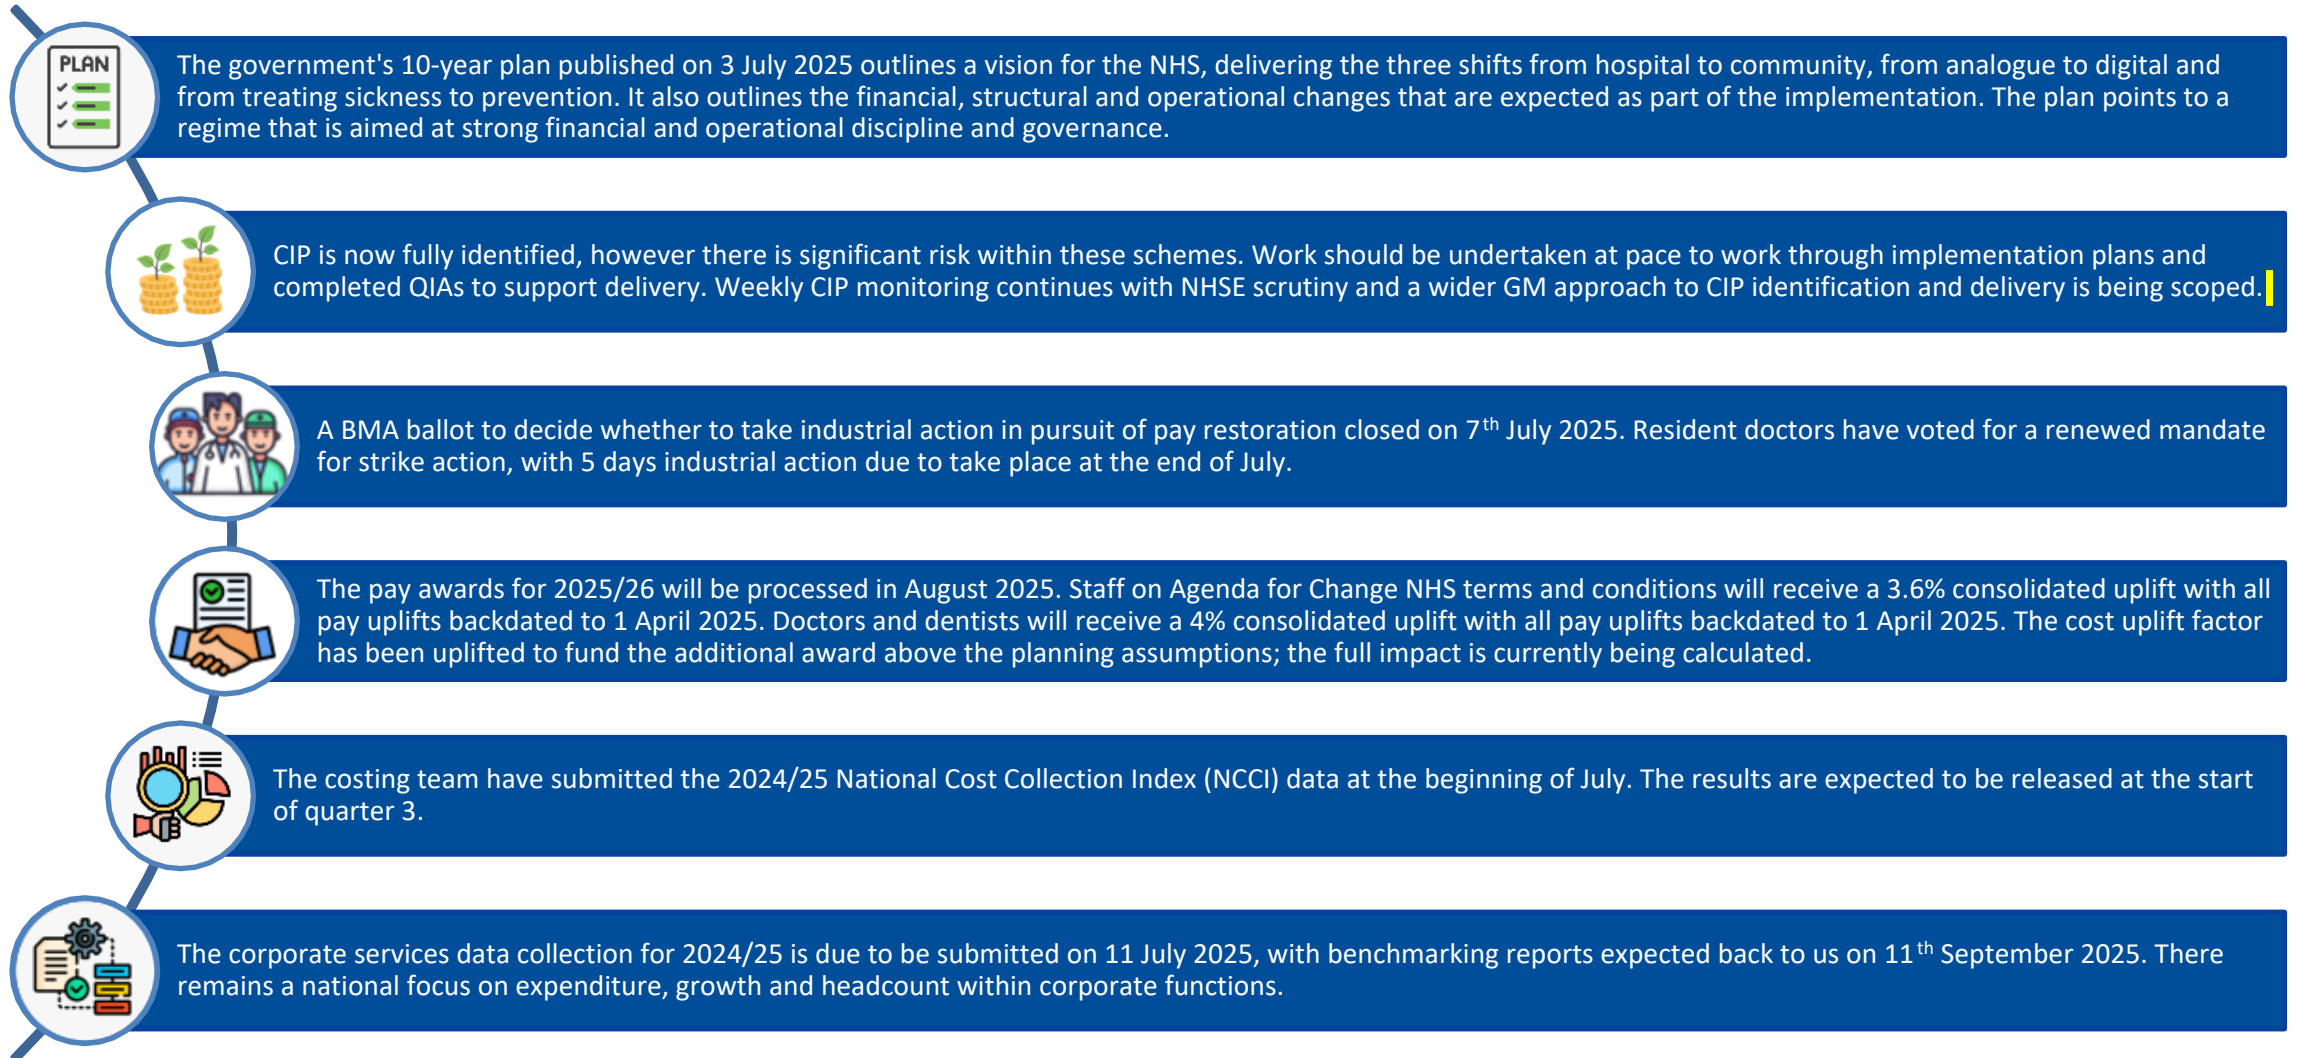 PLAN
The government's 10-year plan published on 3 July 2025 outlines a vision for the NHS, delivering the three shifts from hospital to community, from analogue to digital and
from treating sickness to prevention. It also outlines the financial, structural and operational changes that are expected as part of the implementation. The plan points to a
regime that is aimed at strong financial and operational discipline and governance.
CIP is now fully identified, however there is significant risk within these schemes. Work should be undertaken at pace to work through implementation plans and
completed QIAs to support delivery. Weekly CIP monitoring continues with NHSE scrutiny and a wider GM approach to CIP identification and delivery is being scoped.
A BMA ballot to decide whether to take industrial action in pursuit of pay restoration closed on 7th July 2025. Resident doctors have voted for a renewed mandate
for strike action, with 5 days industrial action due to take place at the end of July.
The pay awards for 2025/26 will be processed in August 2025. Staff on Agenda for Change NHS terms and conditions will receive a 3.6% consolidated uplift with all
pay uplifts backdated to 1 April 2025. Doctors and dentists will receive a 4% consolidated uplift with all pay uplifts backdated to 1 April 2025. The cost uplift factor
has been uplifted to fund the additional award above the planning assumptions; the full impact is currently being calculated.
The costing team have submitted the 2024/25 National Cost Collection Index (NCCI) data at the beginning of July. The results are expected to be released at the start
of quarter 3.
The corporate services data collection for 2024/25 is due to be submitted on 11 July 2025, with benchmarking reports expected back to us on 11th September 2025. There
remains a national focus on expenditure, growth and headcount within corporate functions.